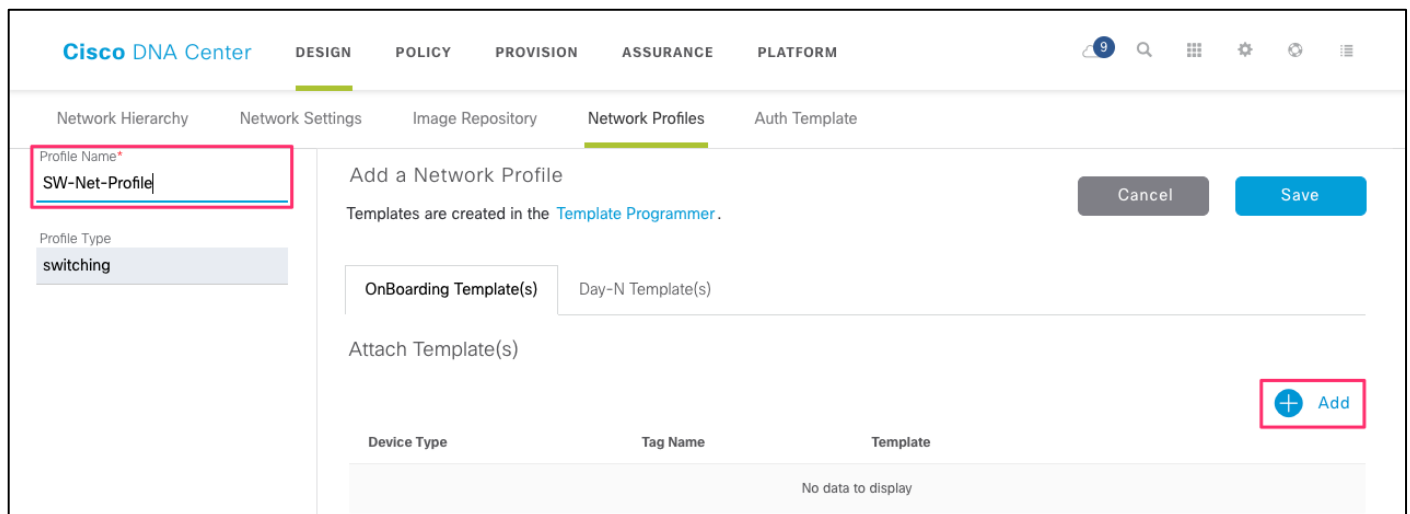 Cisco DNA Center DESIGN POLICY PROVISION ASSURANCE PLATFORM 9
Network Hierarchy Network Settings Image Repository Network Profiles Auth Template
Profile Name*
SW-Net-Profile
Profile Type
switching
Add a Network Profile
Cancel Save
Templates are created in the Template Programmer.
OnBoarding Template(s) Day-N Template(s)
Attach Template(s)
Add
Device Type Tag Name Template
No data to display